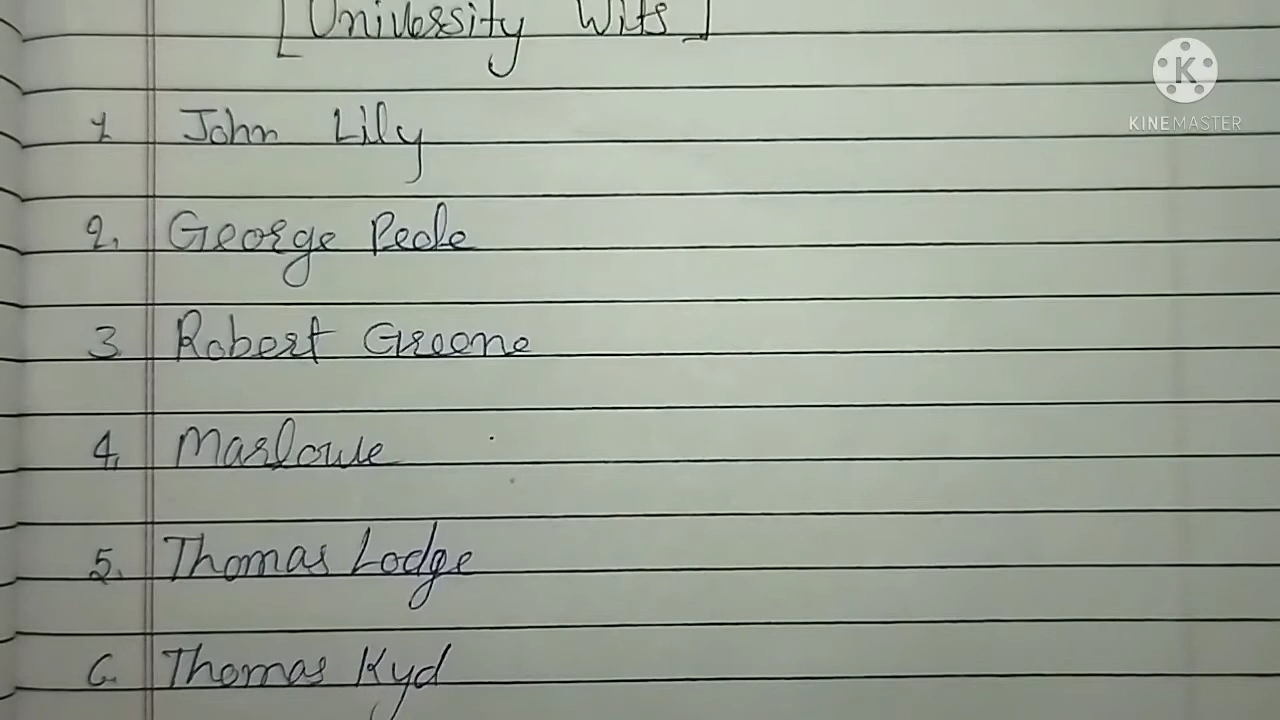 [University Wits]
K
KINEMASTER
1. John Lily
2. George Peele
3. Robert Greene
4. Marlowe
5. Thomas Lodge
6. Thomas Kyd